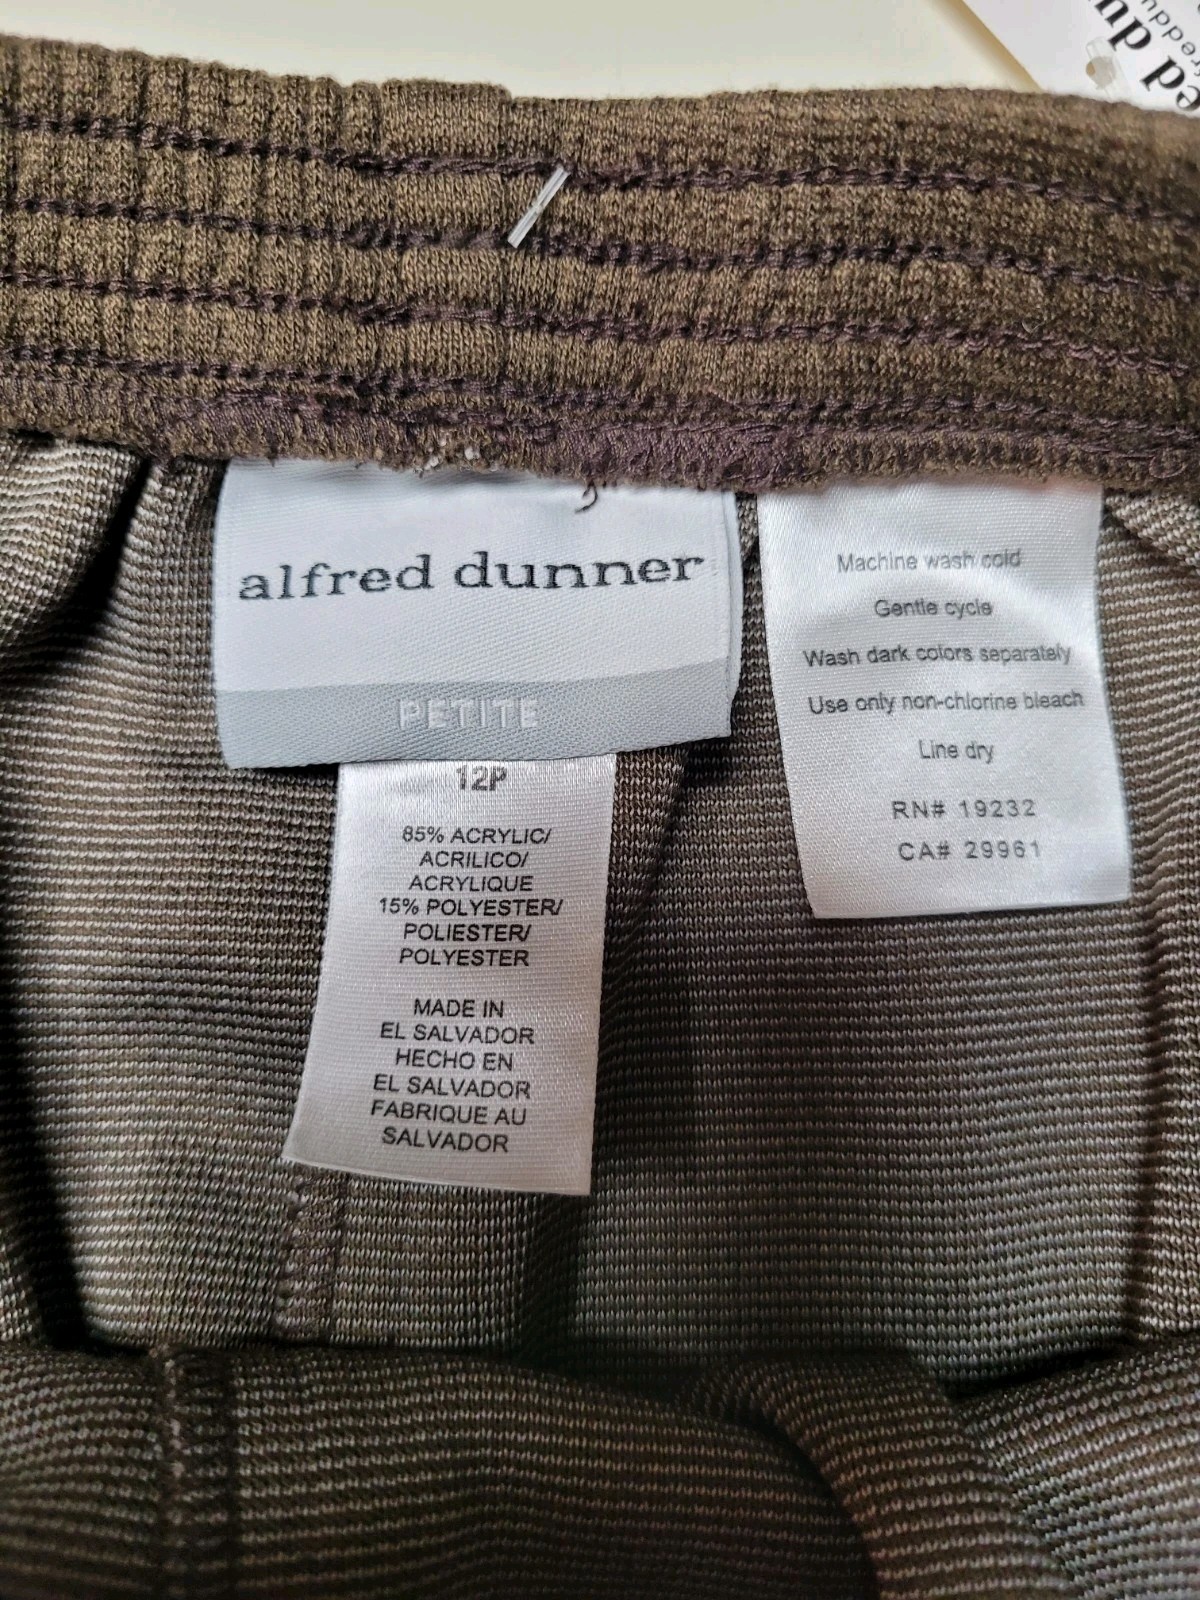 alfred dunner
PETITE
12P
85% ACRYLIC/
ACRILICO/
ACRYLIQUE
15% POLYESTER/
POLIESTER/
POLYESTER
MADE IN
EL SALVADOR
HECHO EN
EL SALVADOR
FABRIQUE AU
SALVADOR
Machine wash cold
Gentle cycle
Wash dark colors separately
Use only non-chlorine bleach
Line dry
RN# 19232
CA# 29961